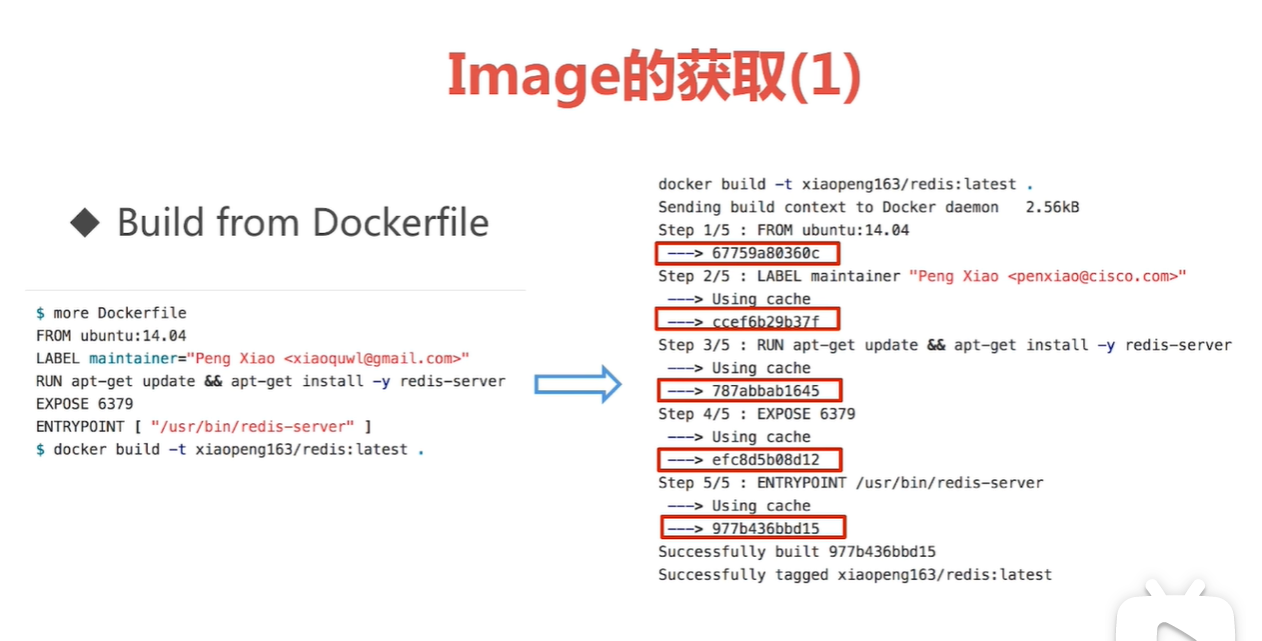 Image的获取(1)
◆ Build from Dockerfile
$ more Dockerfile
FROM ubuntu:14.04
LABEL maintainer="Peng Xiao <xiaoquwl@gmail.com>"
RUN apt-get update && apt-get install -y redis-server
EXPOSE 6379
ENTRYPOINT [ "/usr/bin/redis-server" ]
$ docker build -t xiaopeng163/redis:latest .
docker build -t xiaopeng163/redis:latest .
Sending build context to Docker daemon   2.56kB
Step 1/5 : FROM ubuntu:14.04
---> 67759a80360c
Step 2/5 : LABEL maintainer "Peng Xiao <penxiao@cisco.com>"
---> Using cache
---> ccef6b29b37f
Step 3/5 : RUN apt-get update && apt-get install -y redis-server
---> Using cache
---> 787abbab1645
Step 4/5 : EXPOSE 6379
---> Using cache
---> efc8d5b08d12
Step 5/5 : ENTRYPOINT /usr/bin/redis-server
---> Using cache
---> 977b436bbd15
Successfully built 977b436bbd15
Successfully tagged xiaopeng163/redis:latest